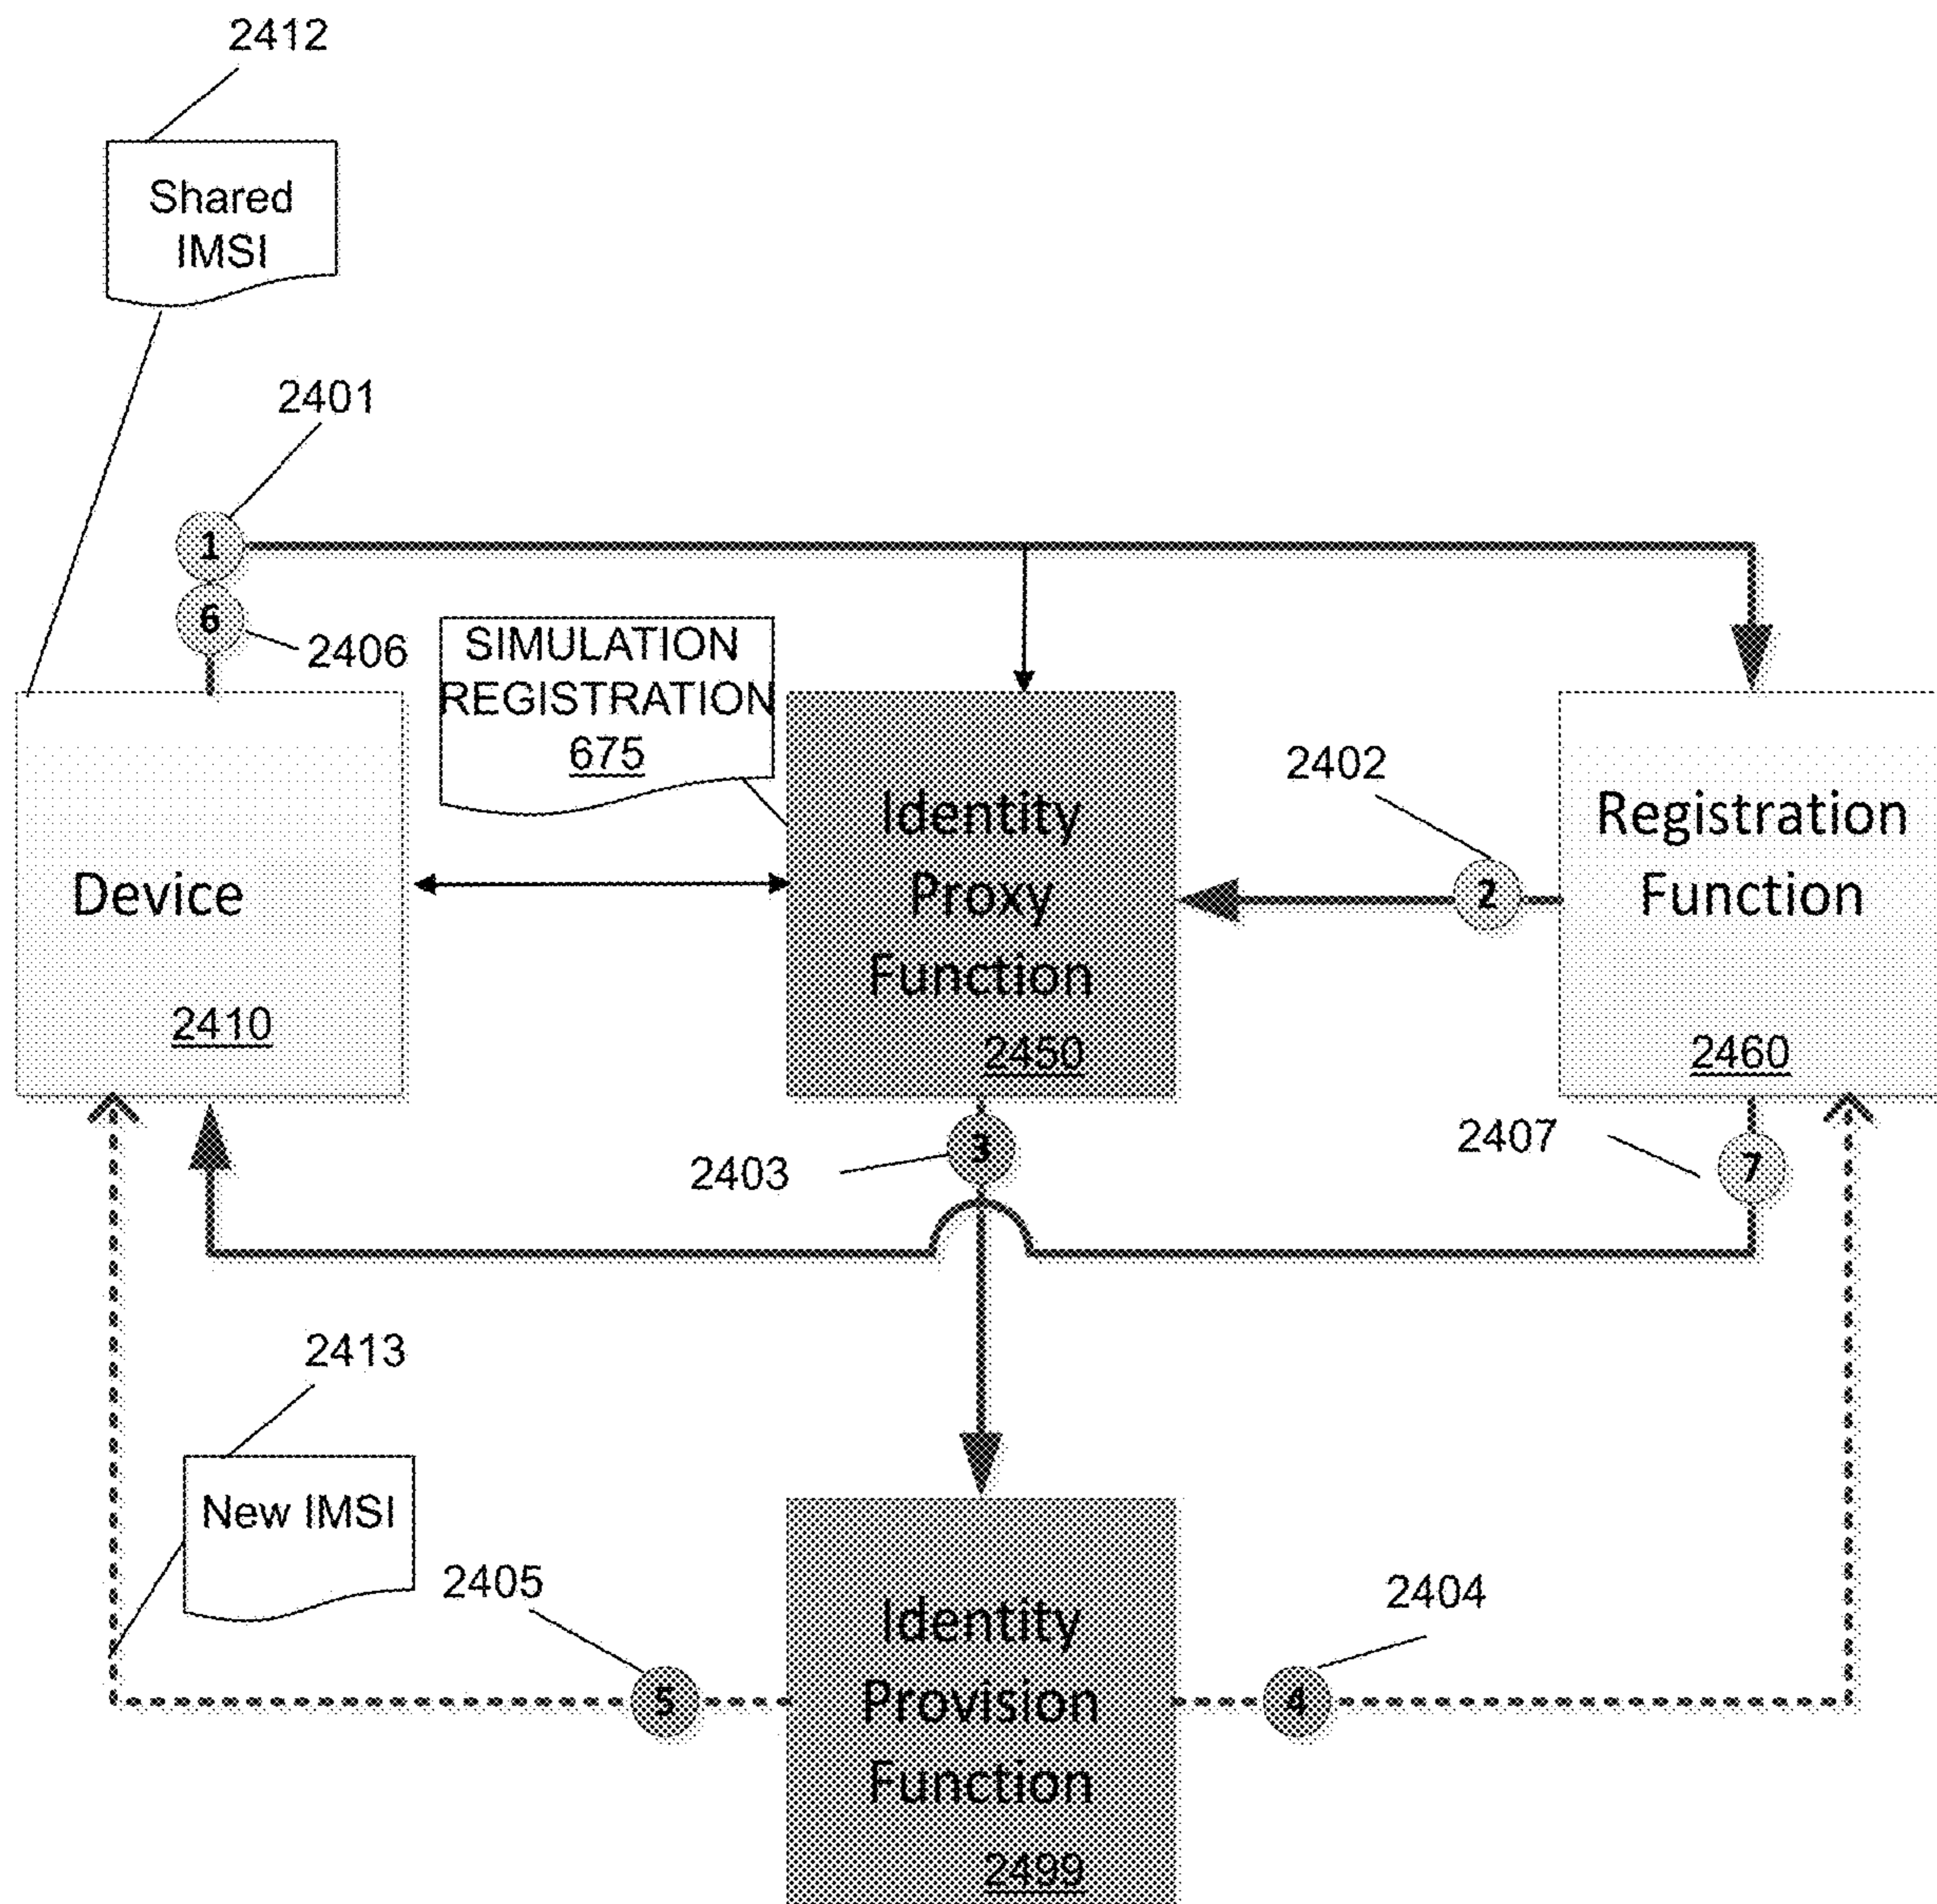 2412
Shared
IMSI
2401
1
6
2406
SIMULATION
REGISTRATION
675
2402
2
Device
2410
Identity
Proxy
Function
2450
Registration
Function
2460
3
2403
2407
7
2413
New IMSI
2405
5
2404
4
Identity
Provision
Function
2499